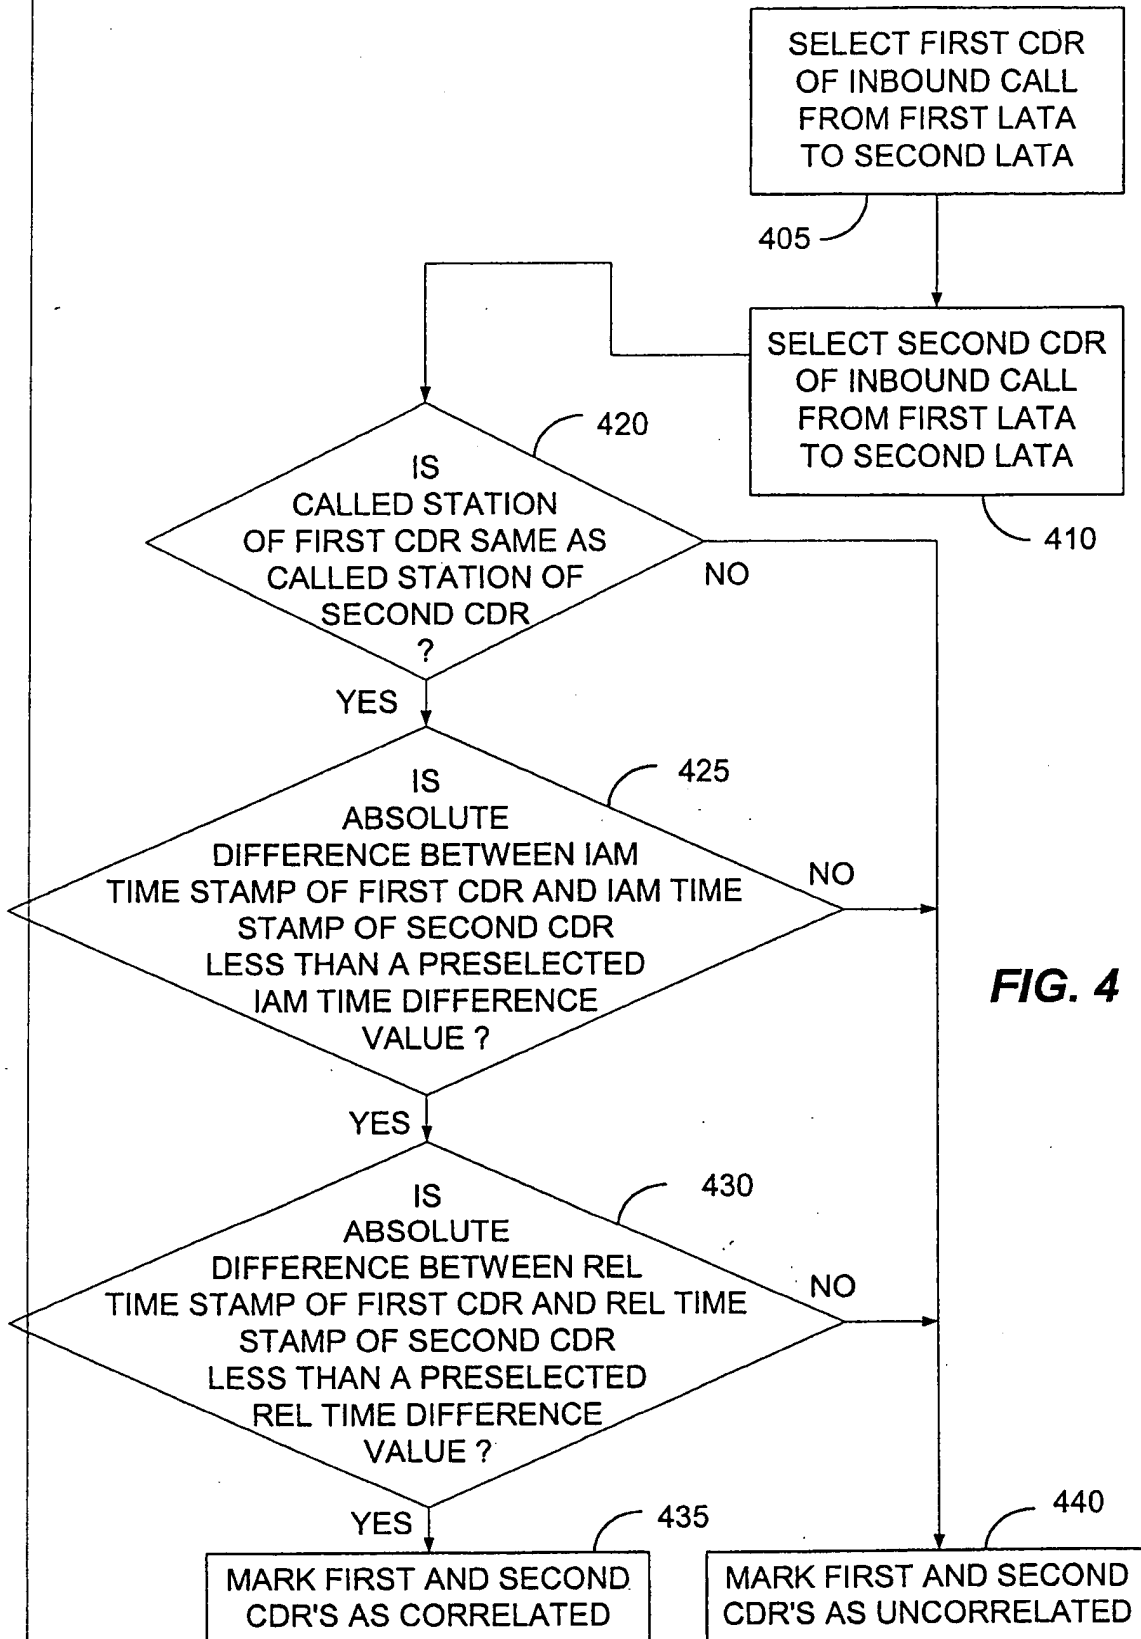 SELECT FIRST CDR
OF INBOUND CALL
FROM FIRST LATA
TO SECOND LATA
405
SELECT SECOND CDR
OF INBOUND CALL
FROM FIRST LATA
TO SECOND LATA
410
420
IS
CALLED STATION
OF FIRST CDR SAME AS
CALLED STATION OF
SECOND CDR
?
NO
YES
425
IS
ABSOLUTE
DIFFERENCE BETWEEN IAM
TIME STAMP OF FIRST CDR AND IAM TIME
STAMP OF SECOND CDR
LESS THAN A PRESELECTED
IAM TIME DIFFERENCE
VALUE ?
NO
FIG. 4
YES
430
IS
ABSOLUTE
DIFFERENCE BETWEEN REL
TIME STAMP OF FIRST CDR AND REL TIME
STAMP OF SECOND CDR
LESS THAN A PRESELECTED
REL TIME DIFFERENCE
VALUE ?
NO
YES
435
MARK FIRST AND SECOND
CDR'S AS CORRELATED
440
MARK FIRST AND SECOND
CDR'S AS UNCORRELATED